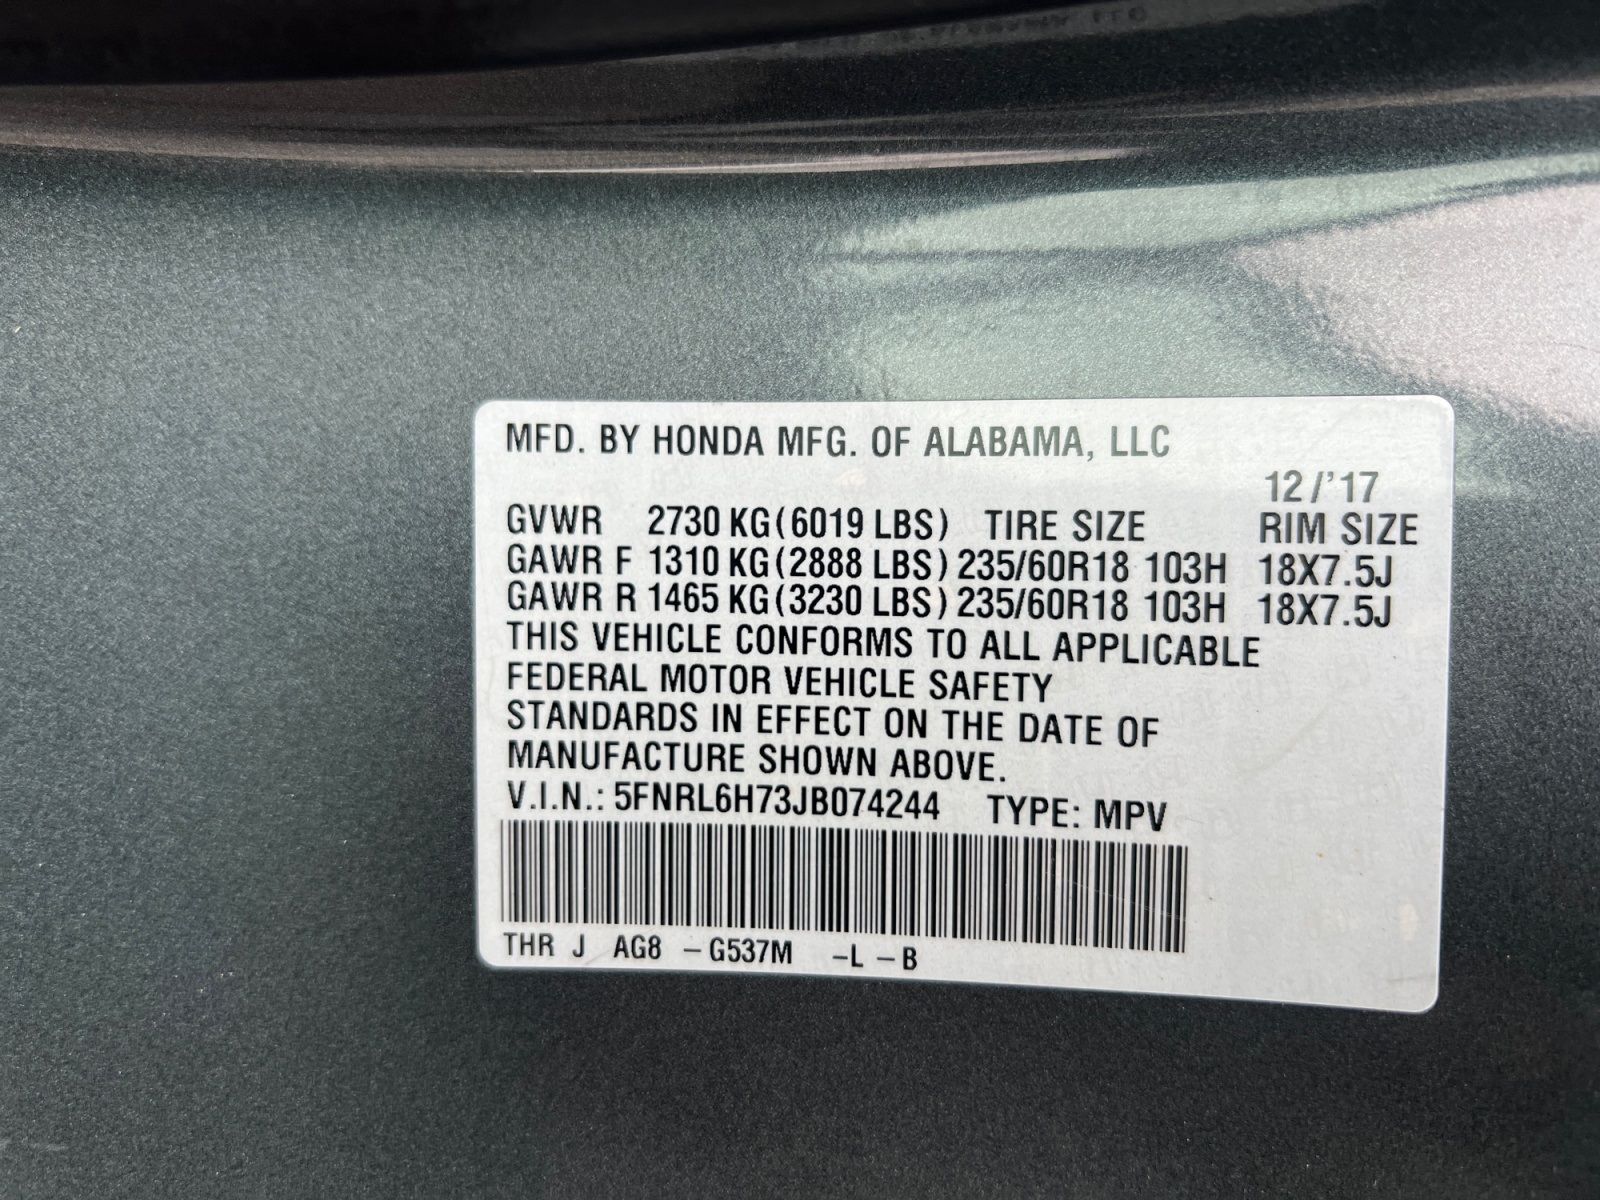 MFD. BY HONDA MFG. OF ALABAMA, LLC
12/'17
GVWR 2730 KG (6019 LBS) TIRE SIZE RIM SIZE
GAWR F 1310 KG (2888 LBS) 235/60R18 103H 18X7.5J
GAWR R 1465 KG (3230 LBS) 235/60R18 103H 18X7.5J
THIS VEHICLE CONFORMS TO ALL APPLICABLE
FEDERAL MOTOR VEHICLE SAFETY
STANDARDS IN EFFECT ON THE DATE OF
MANUFACTURE SHOWN ABOVE.
V.I.N.: 5FNRL6H73JB074244 TYPE: MPV
THR J AG8 – G537M –L – B